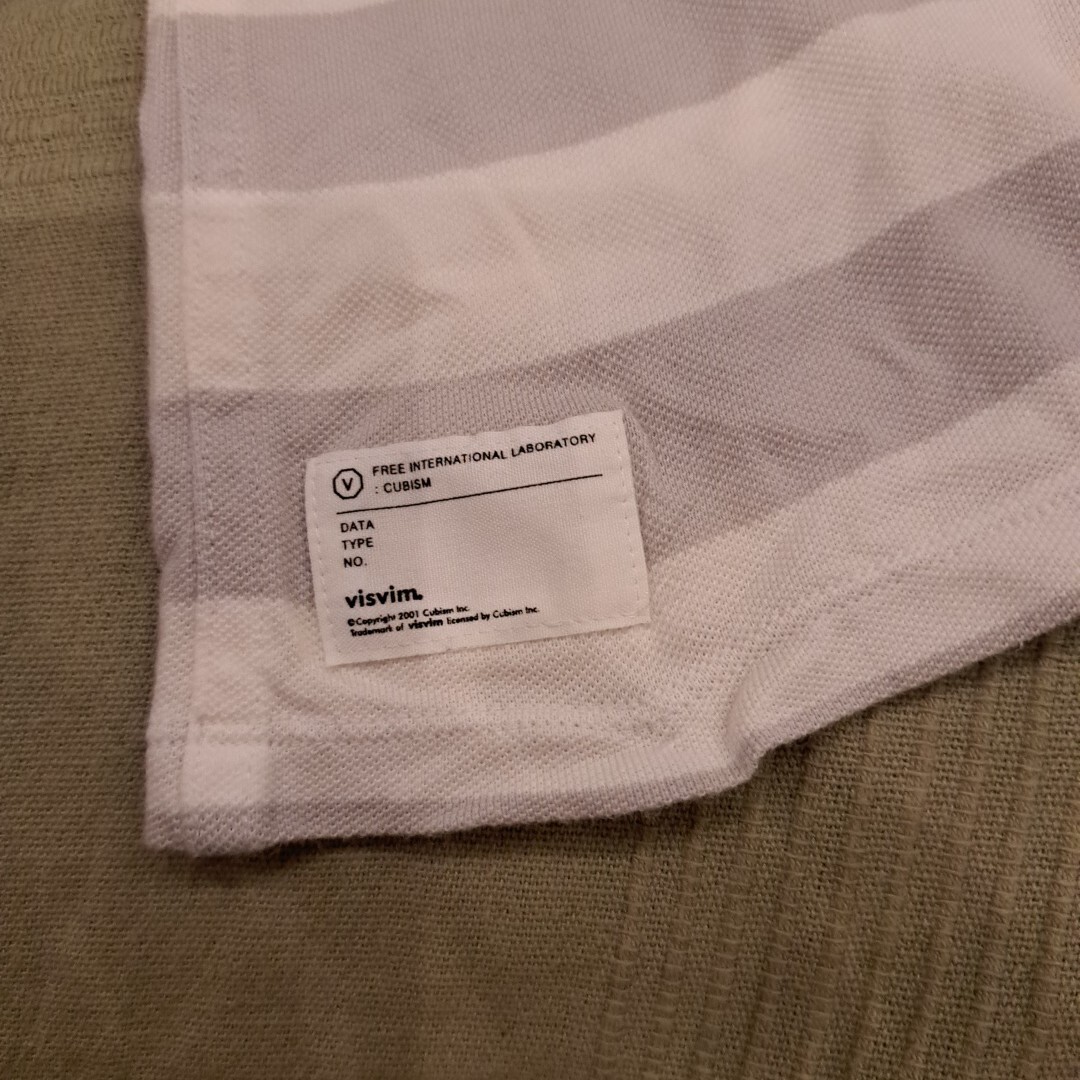 V
FREE INTERNATIONAL LABORATORY
: CUBISM
DATA
TYPE
NO.
visvim.
©Copyright 2001 Cubism Inc.
Trademark of visvim licensed by Cubism Inc.